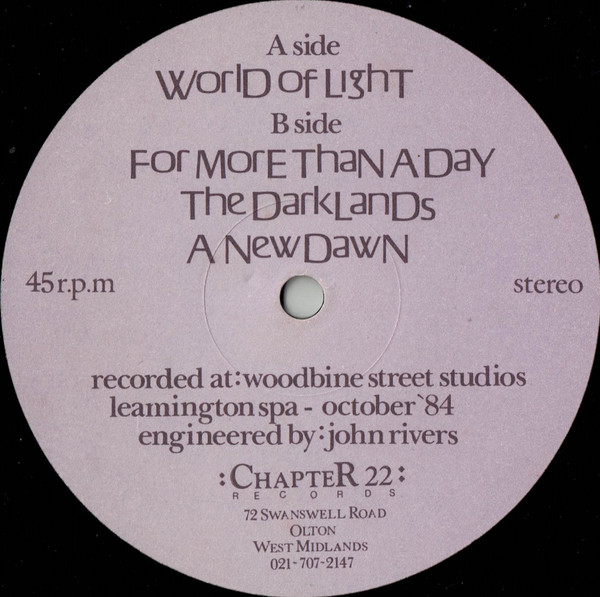 A side
World of Light
B side
For More Than A Day
The Darklands
A New Dawn
45 r.p.m
stereo
recorded at:woodbine street studios
leamington spa - october`84
engineered by:john rivers
:ChapteR 22:
RECORDS
72 Swanswell Road
Olton
West Midlands
021-707-2147